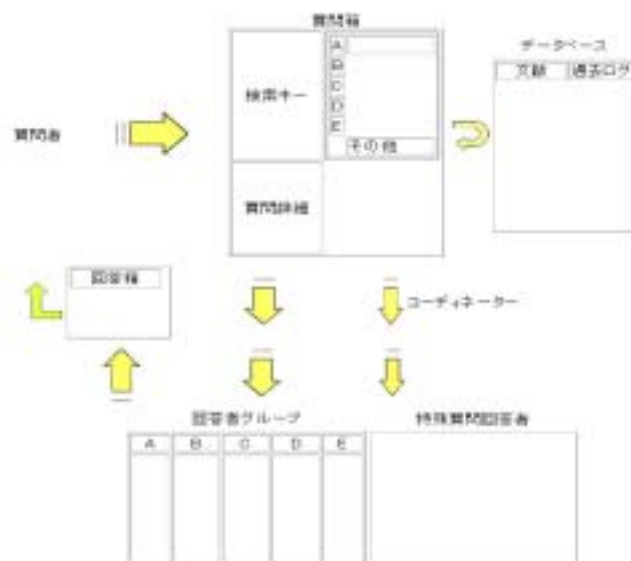 質問箱
データベース
文献
過去ログ
A
検索キー
B
C
D
E
その他
質問者
質問詳細
回答箱
コーディネーター
回答者グループ
特殊質問回答者
A
B
C
D
E